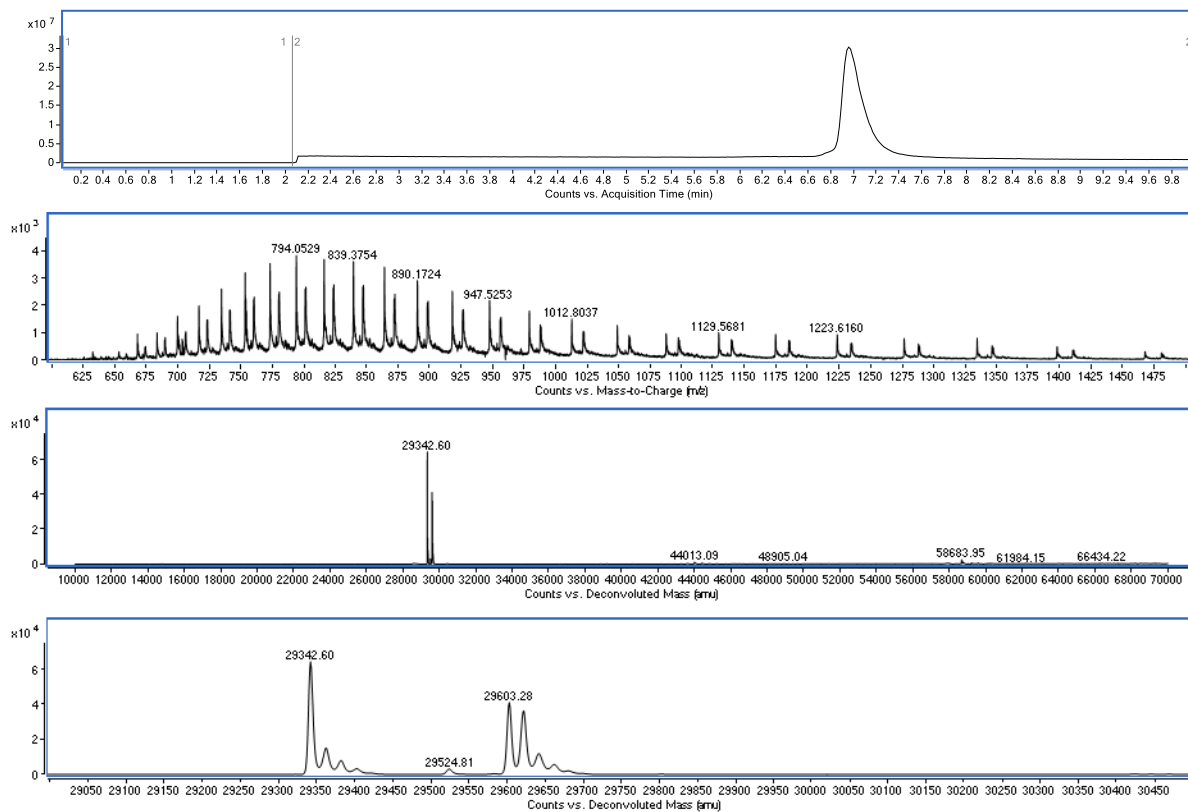 x10 7
1 1 2 2
3
2.5
2
1.5
1
0.5
0
0.2 0.4 0.6 0.8 1 1.2 1.4 1.6 1.8 2 2.2 2.4 2.6 2.8 3 3.2 3.4 3.6 3.8 4 4.2 4.4 4.6 4.8 5 5.2 5.4 5.6 5.8 6 6.2 6.4 6.6 6.8 7 7.2 7.4 7.6 7.8 8 8.2 8.4 8.6 8.8 9 9.2 9.4 9.6 9.8
Counts vs. Acquisition Time (min)
x10 3
794.0529 839.3754
890.1724
947.5253
1012.8037
1129.5681 1223.6160
4
3
2
1
0
625 650 675 700 725 750 775 800 825 850 875 900 925 950 975 1000 1025 1050 1075 1100 1125 1150 1175 1200 1225 1250 1275 1300 1325 1350 1375 1400 1425 1450 1475
Counts vs. Mass-to-Charge (m/z)
x10 4
29342.60
6
4
2
0
44013.09 48905.04 58683.95 61984.15 66434.22
10000 12000 14000 16000 18000 20000 22000 24000 26000 28000 30000 32000 34000 36000 38000 40000 42000 44000 46000 48000 50000 52000 54000 56000 58000 60000 62000 64000 66000 68000 70000
Counts vs. Deconvoluted Mass (amu)
x10 4
29342.60
6
29603.28
4
2
29524.81
0
29050 29100 29150 29200 29250 29300 29350 29400 29450 29500 29550 29600 29650 29700 29750 29800 29850 29900 29950 30000 30050 30100 30150 30200 30250 30300 30350 30400 30450
Counts vs. Deconvoluted Mass (amu)